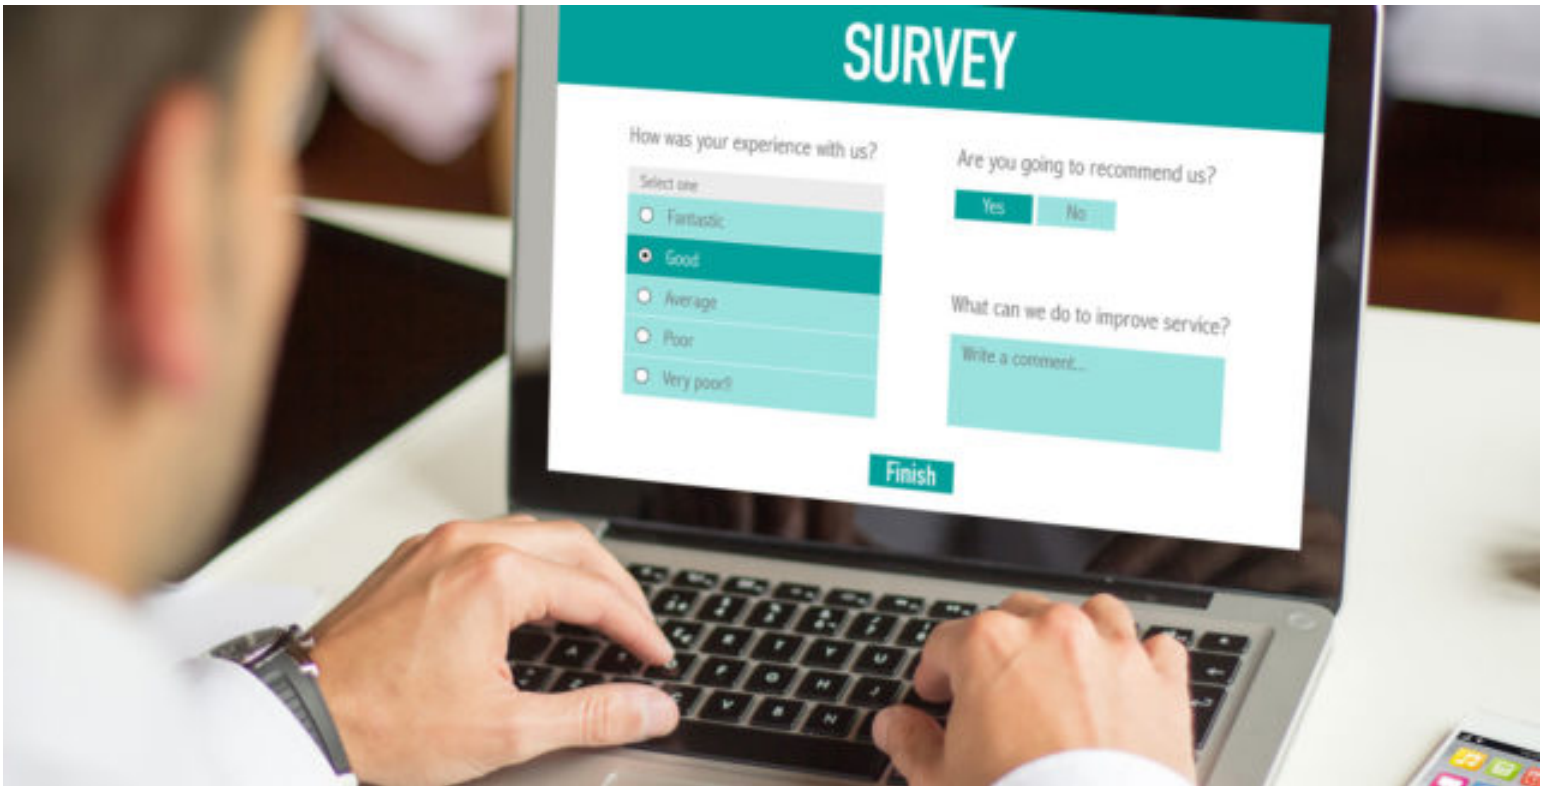 SURVEY
How was your experience with us?
Select one
Fantastic
Good
Average
Poor
Very poor!!
Are you going to recommend us?
Yes
No
What can we do to improve service?
Write a comment...
Finish